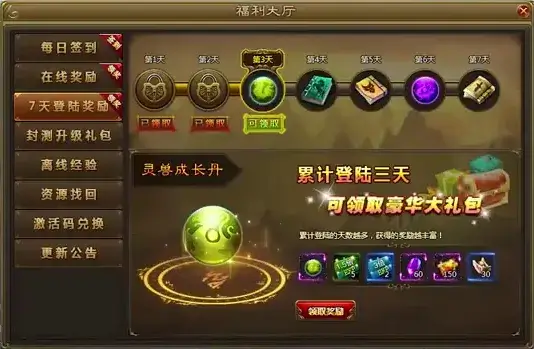 福利大厅
每日签到
在线奖励
7天登陆奖励
封测升级礼包
离线经验
资源找回
激活码兑换
更新公告
第1天 第2天 第3天 第4天 第5天 第6天 第7天
已领取 已领取 可领取
灵兽成长丹
累计登陆三天
可领取豪华大礼包
累计登陆的天数越多，获得的奖励越丰富！
5 2 60 150 30
领取奖励